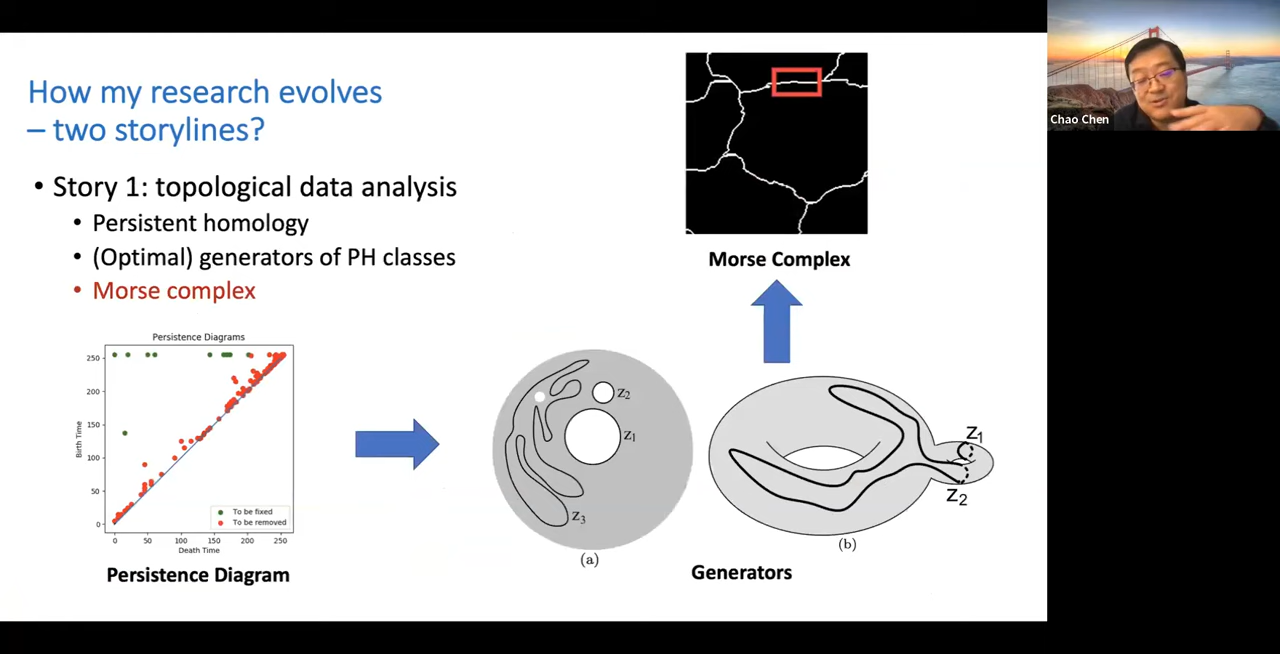 How my research evolves
– two storylines?
• Story 1: topological data analysis
• Persistent homology
• (Optimal) generators of PH classes
• Morse complex
Morse Complex
Chao Chen
Persistence Diagrams
250
200
150
100
50
0
Birth Time
0 50 100 150 200 250
Death Time
To be fixed
To be removed
Persistence Diagram
z2
z1
z3
(a)
z1
z2
(b)
Generators